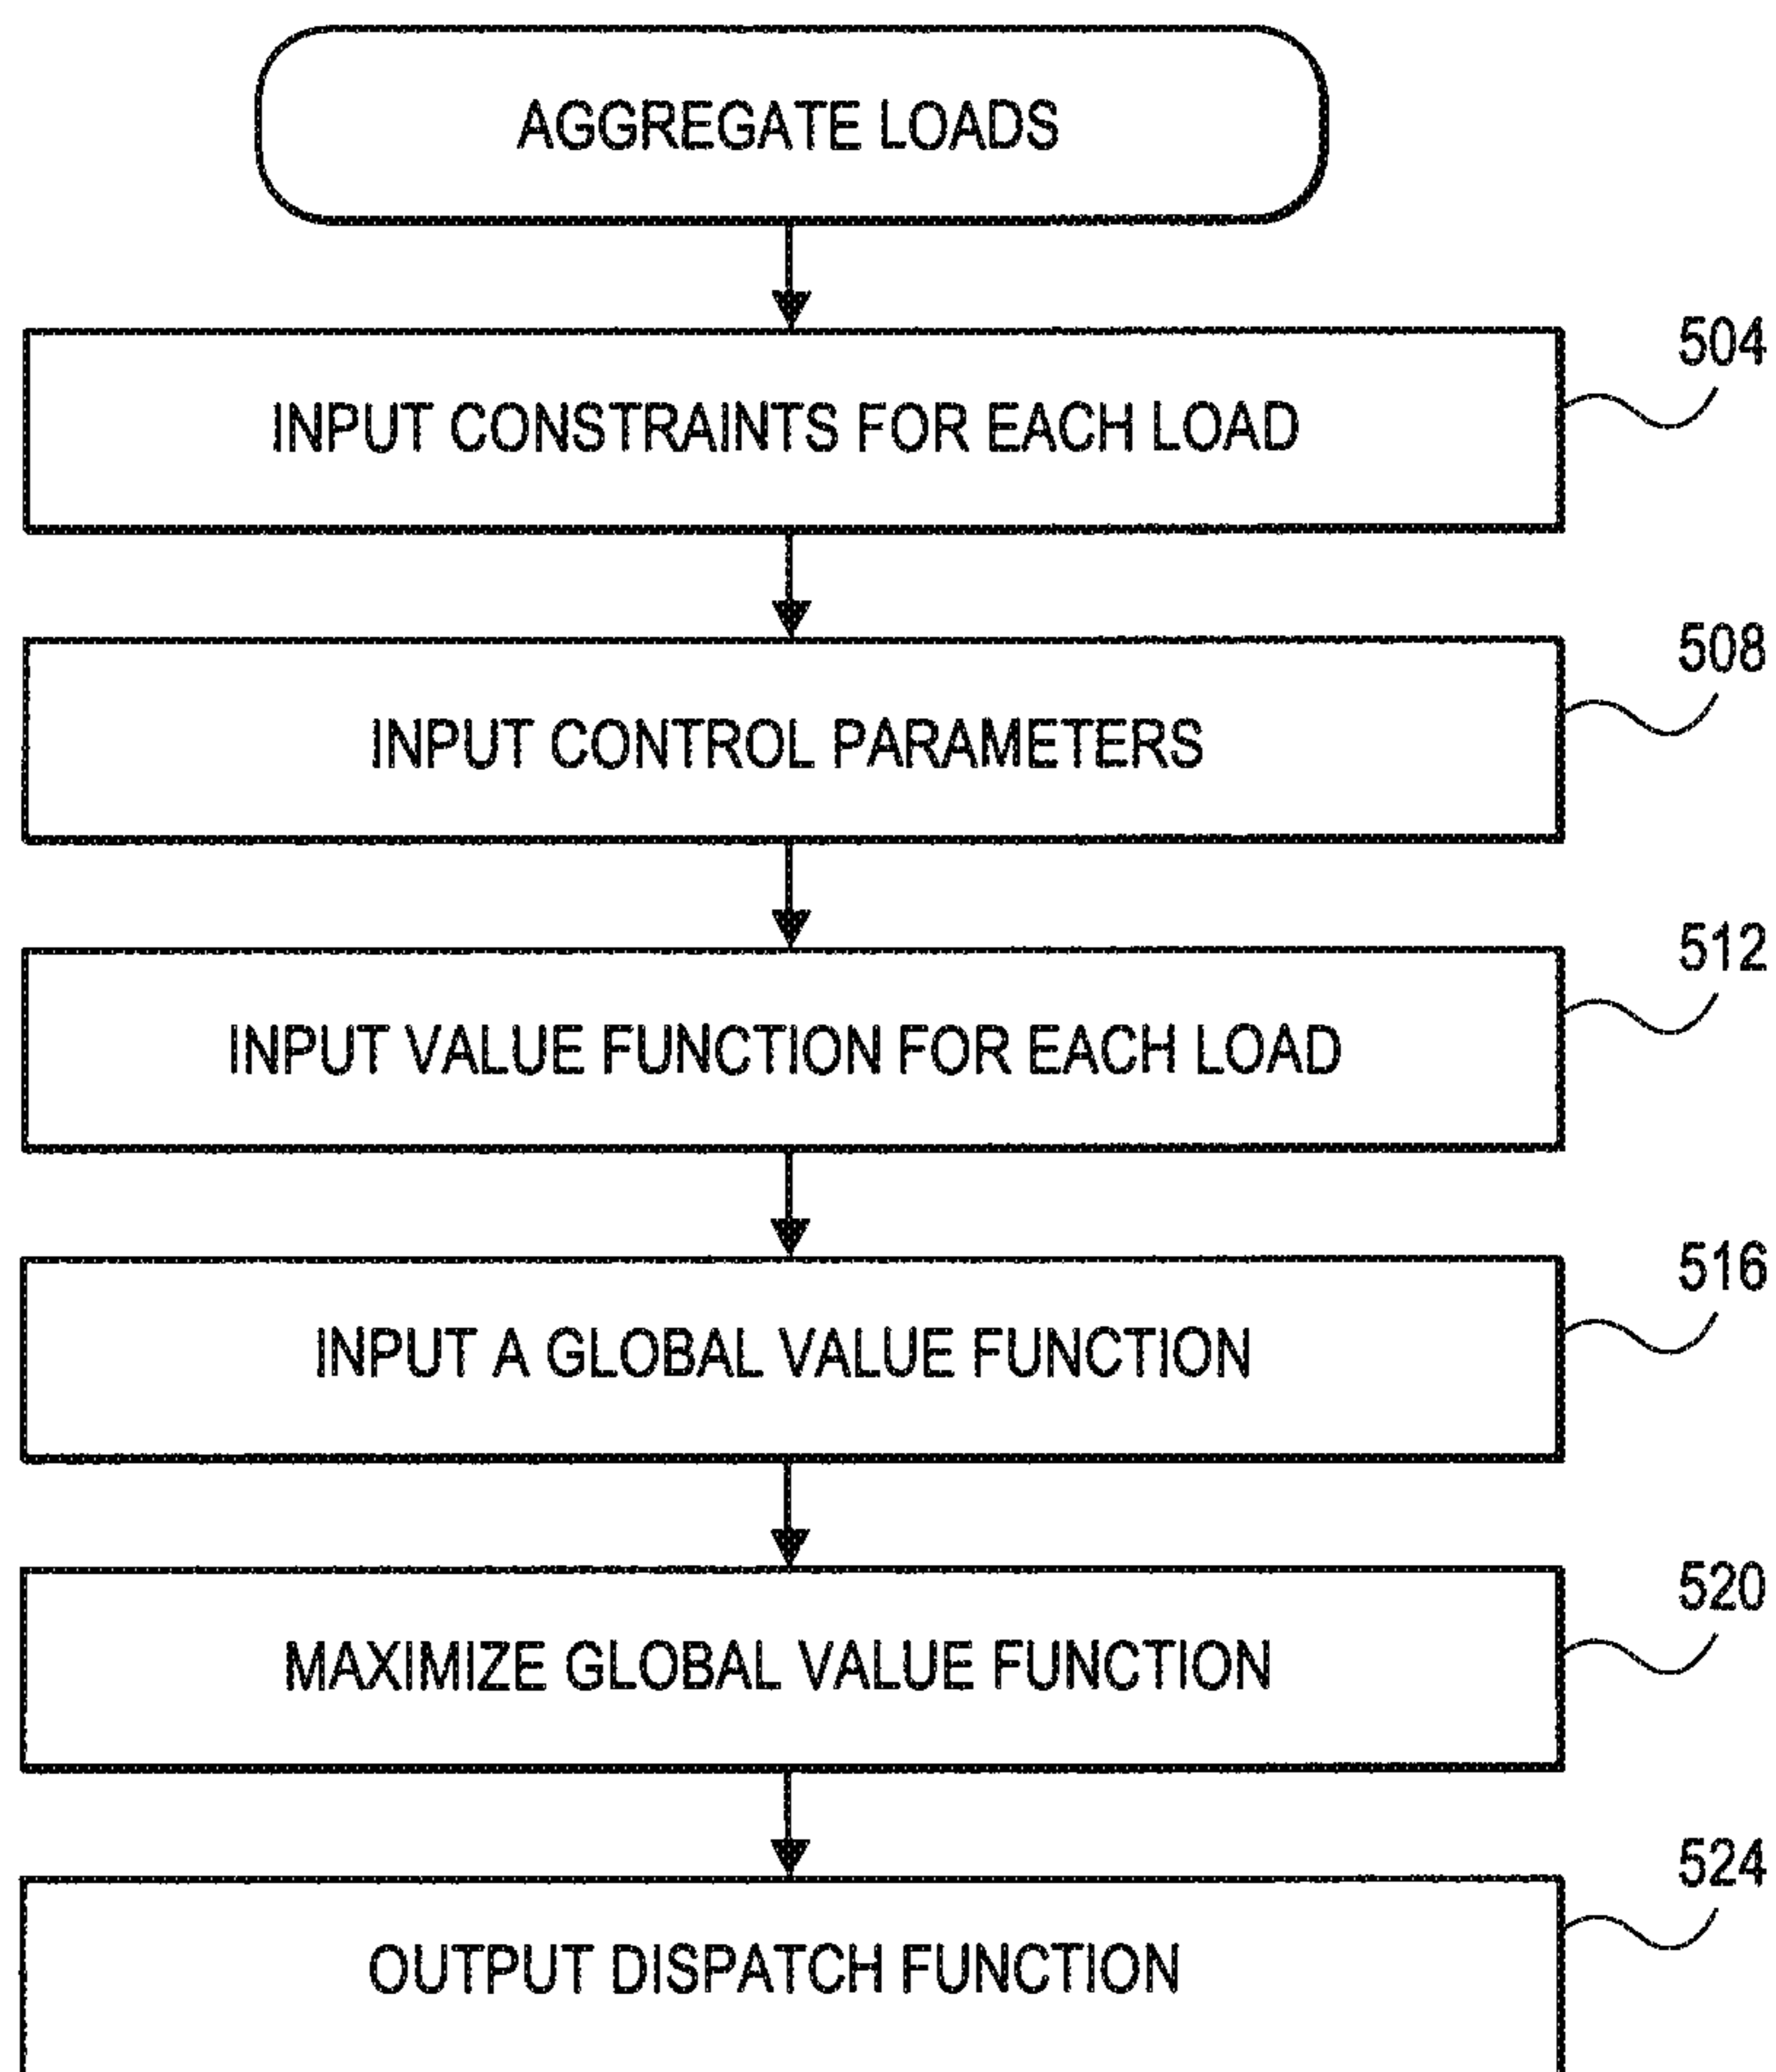 AGGREGATE LOADS
504
INPUT CONSTRAINTS FOR EACH LOAD
508
INPUT CONTROL PARAMETERS
512
INPUT VALUE FUNCTION FOR EACH LOAD
516
INPUT A GLOBAL VALUE FUNCTION
520
MAXIMIZE GLOBAL VALUE FUNCTION
524
OUTPUT DISPATCH FUNCTION